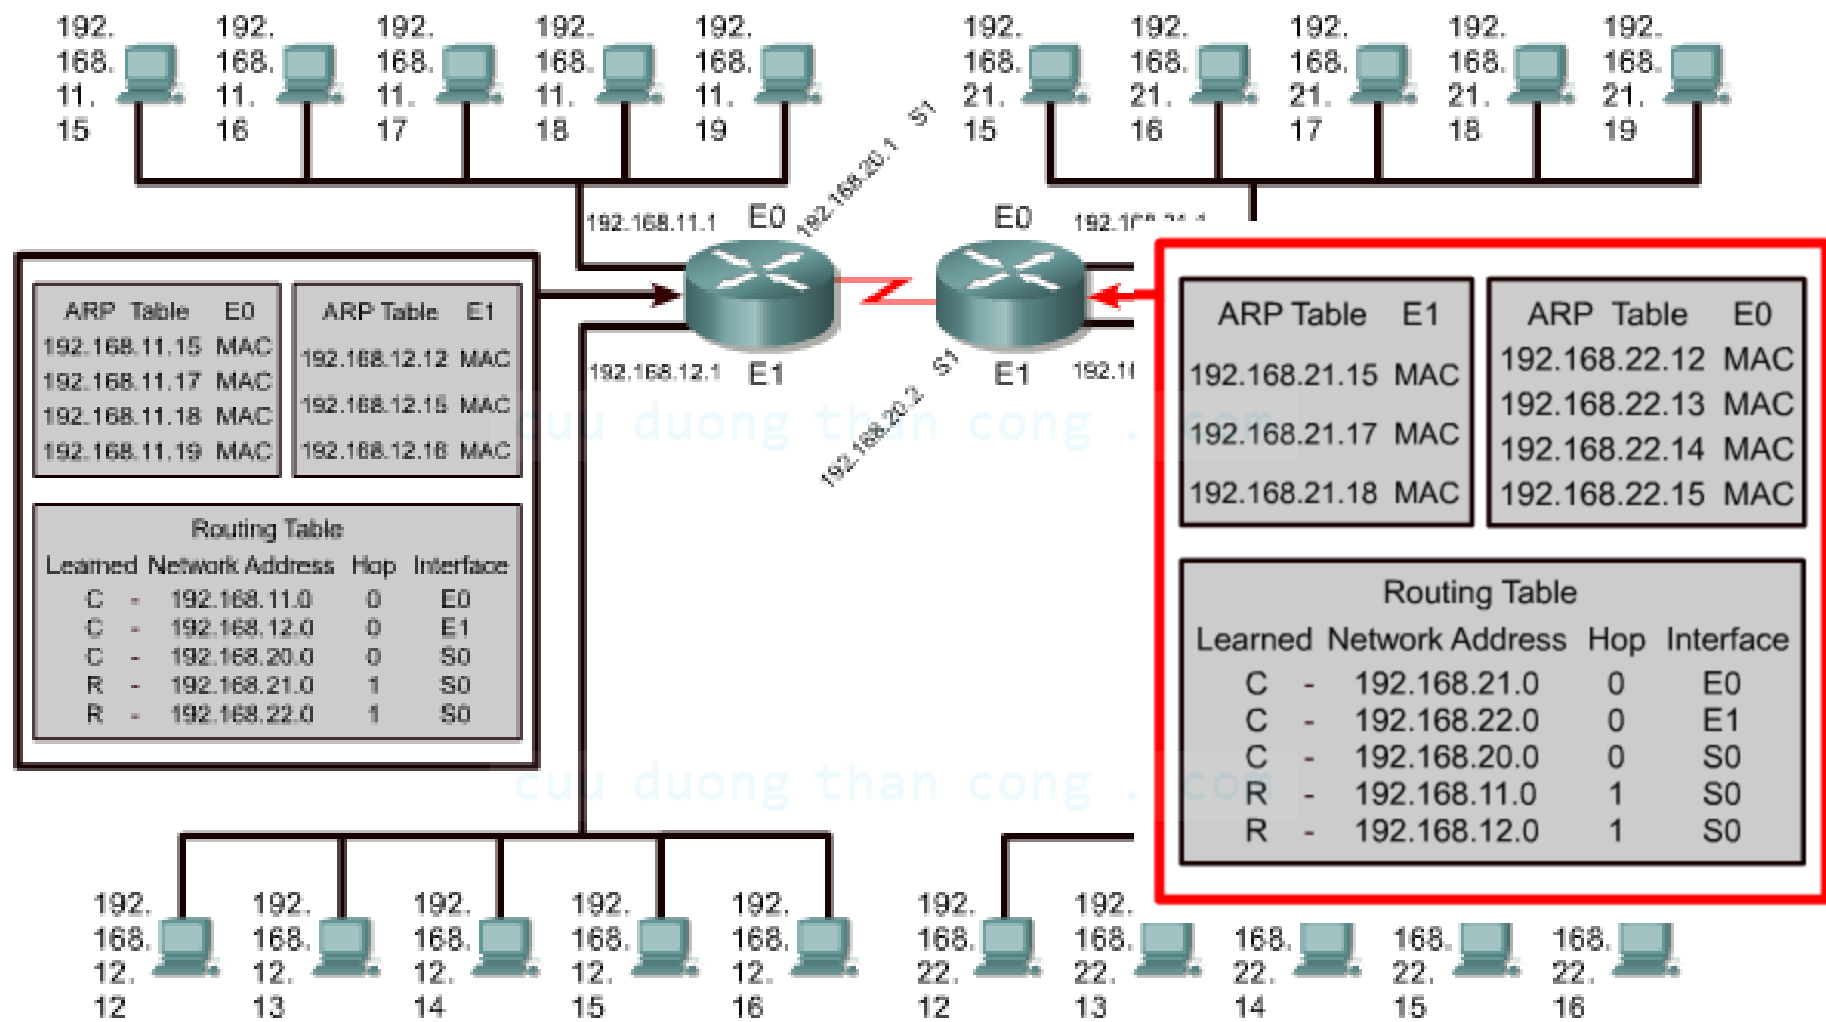 192.
168.
11.
15
192.
168.
11.
16
192.
168.
11.
17
192.
168.
11.
18
192.
168.
11.
19
192.
168.
21.
15
192.
168.
21.
16
192.
168.
21.
17
192.
168.
21.
18
192.
168.
21.
19
192.168.20.1 S1
192.168.11.1 E0
E0
192.168.12.1 E1
E1
192.168.20.2 S1
ARP Table E0
192.168.11.15 MAC
192.168.11.17 MAC
192.168.11.18 MAC
192.168.11.19 MAC
ARP Table E1
192.168.12.12 MAC
192.168.12.15 MAC
192.168.12.16 MAC
Routing Table
Learned Network Address Hop Interface
C - 192.168.11.0 0 E0
C - 192.168.12.0 0 E1
C - 192.168.20.0 0 S0
R - 192.168.21.0 1 S0
R - 192.168.22.0 1 S0
ARP Table E1
192.168.21.15 MAC
192.168.21.17 MAC
192.168.21.18 MAC
ARP Table E0
192.168.22.12 MAC
192.168.22.13 MAC
192.168.22.14 MAC
192.168.22.15 MAC
Routing Table
Learned Network Address Hop Interface
C - 192.168.21.0 0 E0
C - 192.168.22.0 0 E1
C - 192.168.20.0 0 S0
R - 192.168.11.0 1 S0
R - 192.168.12.0 1 S0
cuu duong than cong . com
cuu duong than cong . com
192.
168.
12.
12
192.
168.
12.
13
192.
168.
12.
14
192.
168.
12.
15
192.
168.
12.
16
192.
168.
22.
12
192.
168.
22.
13
168.
22.
14
168.
22.
15
168.
22.
16